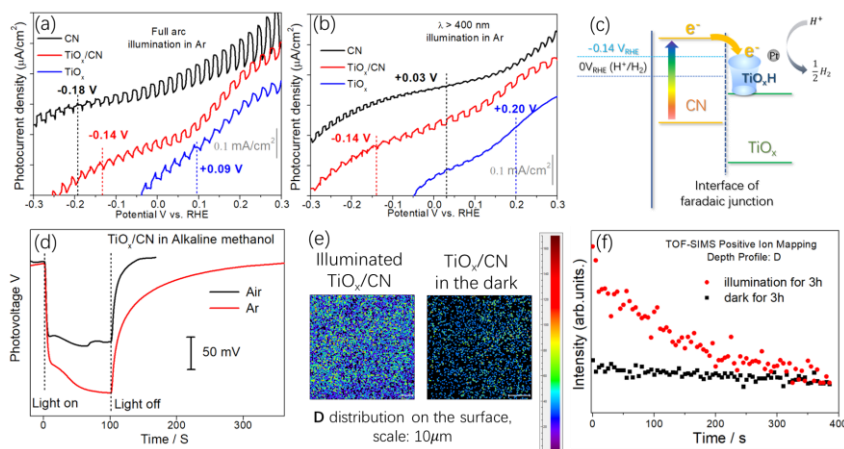 (a)
Full arc
illumination in Ar
CN
TiOₓ/CN
TiOₓ
-0.18 V
-0.14 V
+0.09 V
0.1 mA/cm²
Photocurrent density (μA/cm²)
-0.3 -0.2 -0.1 0.0 0.1 0.2 0.3
Potential V vs. RHE
(b)
λ > 400 nm
illumination in Ar
CN
TiOₓ/CN
TiOₓ
+0.03 V
-0.14 V
+0.20 V
0.1 mA/cm²
Photocurrent density (μA/cm²)
-0.3 -0.2 -0.1 0.0 0.1 0.2 0.3
Potential V vs. RHE
(c)
e⁻
e⁻
H⁺
-0.14 V_RHE
0V_RHE (H⁺/H₂)
Pt
TiOₓH
½H₂
CN
TiOₓ
Interface of
faradaic junction
(d)
TiOₓ/CN in Alkaline methanol
Air
Ar
50 mV
Light on
Light off
Photovoltage V
0 100 200 300
Time / S
(e)
Illuminated
TiOₓ/CN
TiOₓ/CN
in the dark
D distribution on the surface,
scale: 10μm
(f)
TOF-SIMS Positive Ion Mapping
Depth Profile: D
illumination for 3h
dark for 3h
Intensity (arb.units.)
0 100 200 300 400
Time / s